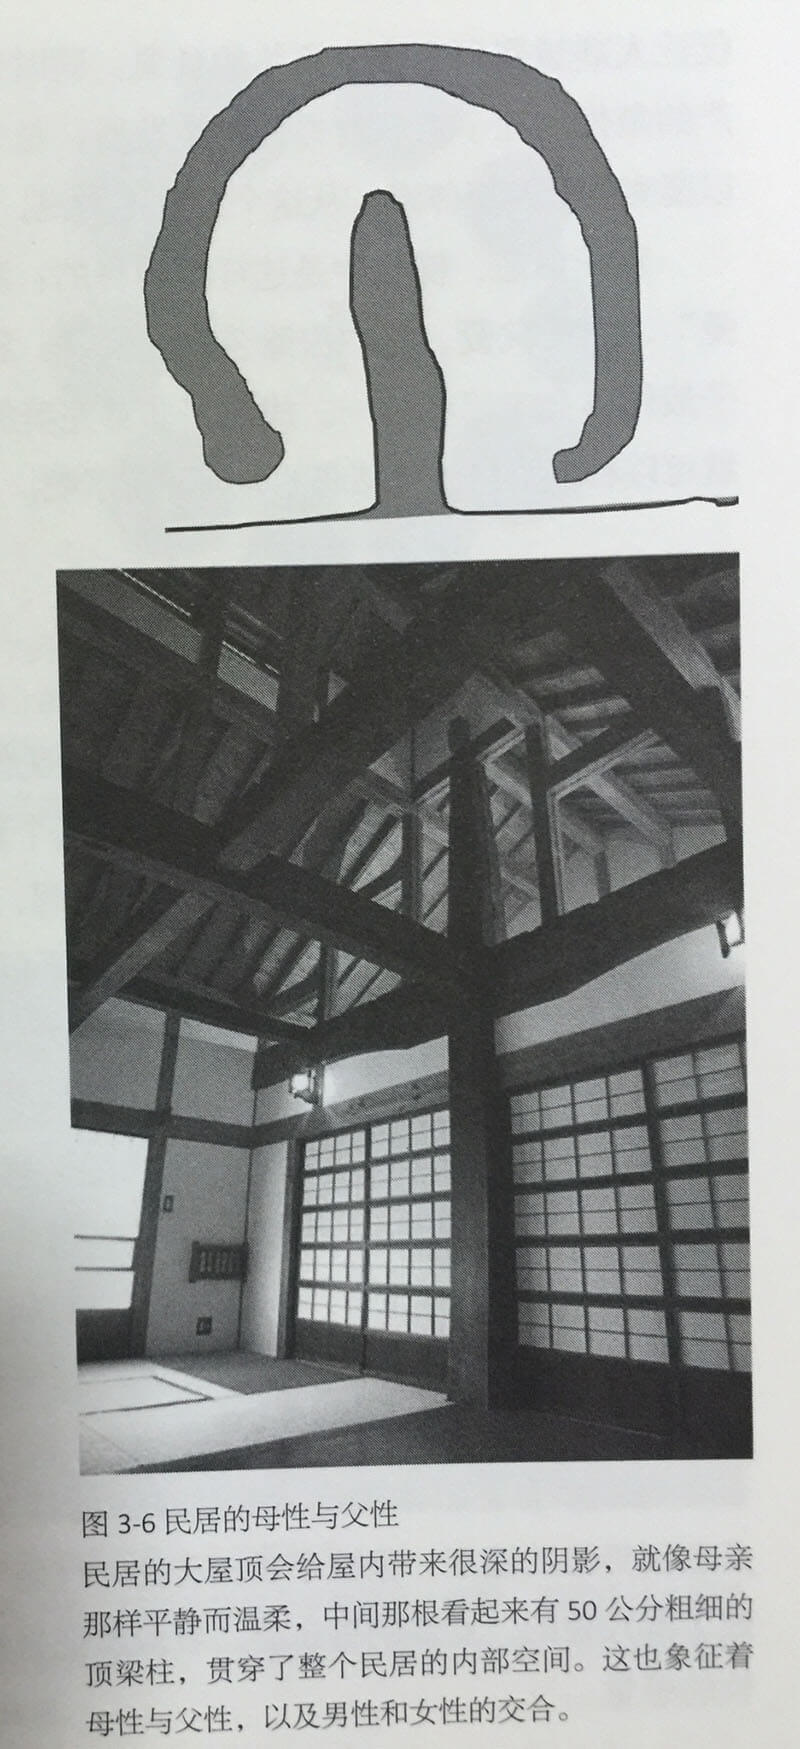 图 3-6 民居的母性与父性
民居的大屋顶会给屋内带来很深的阴影，就像母亲
那样平静而温柔，中间那根看起来有 50 公分粗细的
顶梁柱，贯穿了整个民居的内部空间。这也象征着
母性与父性，以及男性和女性的交合。